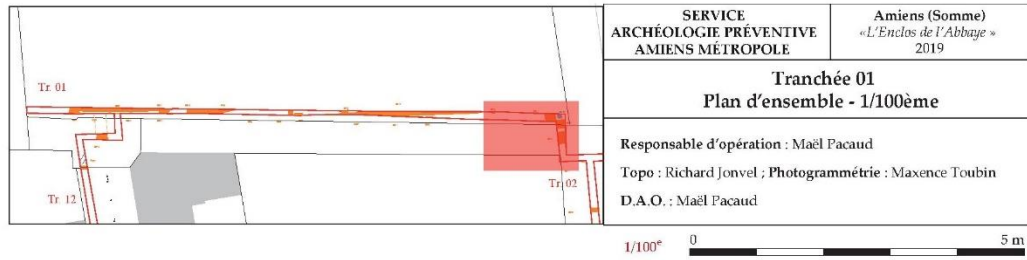 Tr. 01
Tr. 12
Tr. 02
SERVICE
ARCHÉOLOGIE PRÉVENTIVE
AMIENS MÉTROPOLE
Amiens (Somme)
«L'Enclos de l'Abbaye »
2019
Tranchée 01
Plan d'ensemble - 1/100ème
Responsable d'opération : Maël Pacaud
Topo : Richard Jonvel ; Photogrammétrie : Maxence Toubin
D.A.O. : Maël Pacaud
1/100e
0
5 m